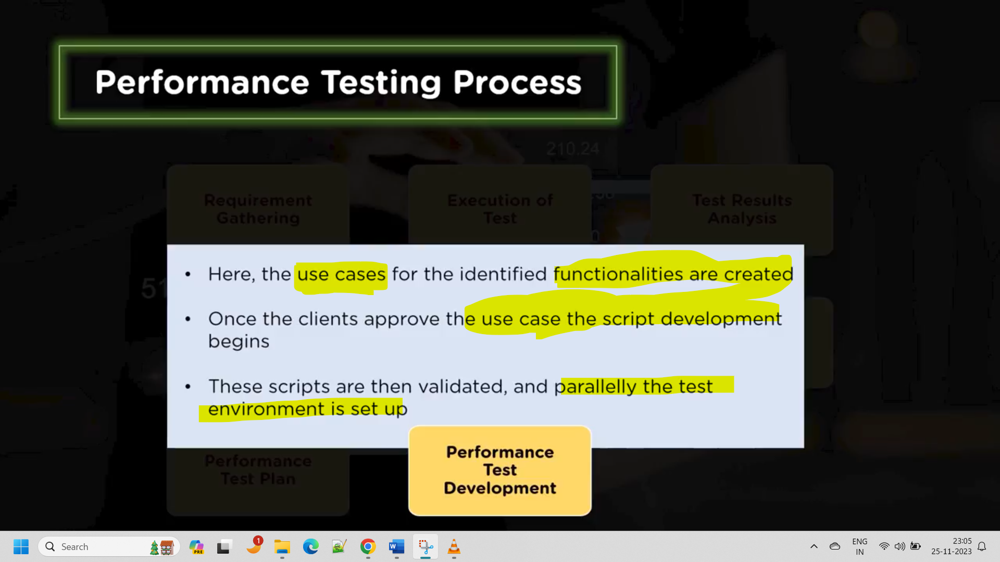 Performance Testing Process
210.24
Requirement
Gathering
Execution of
Test
Test Results
Analysis
• Here, the use cases for the identified functionalities are created
• Once the clients approve the use case the script development
begins
• These scripts are then validated, and parallelly the test
environment is set up
Performance
Test Plan
Performance
Test
Development
Search
PRE
1
ENG
IN
23:05
25-11-2023